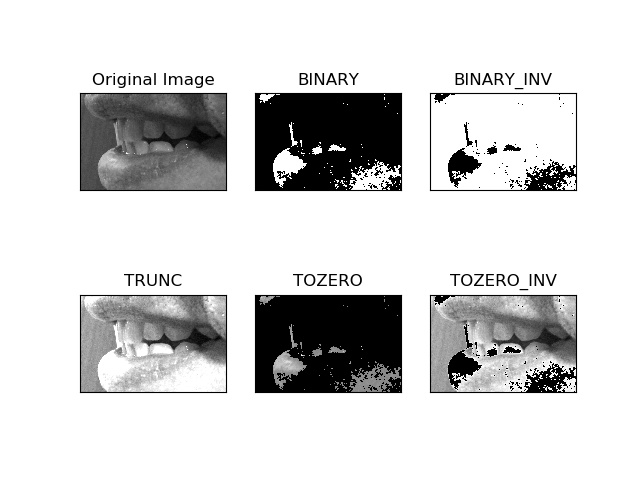 Original Image
BINARY
BINARY_INV
TRUNC
TOZERO
TOZERO_INV